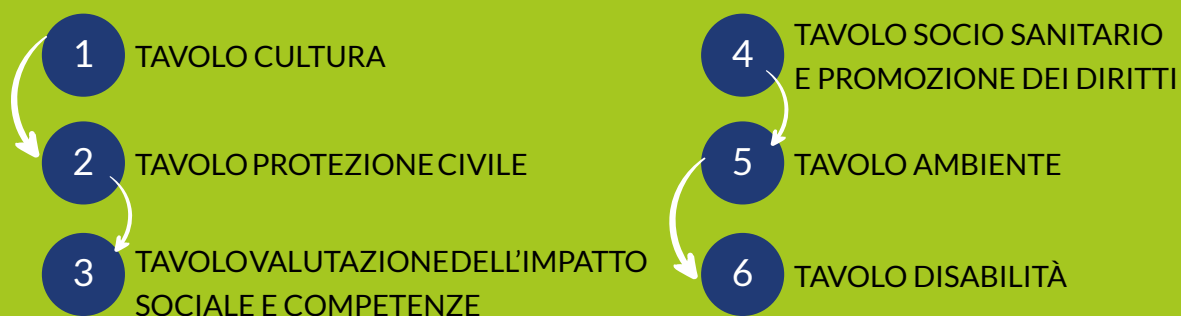 1 TAVOLO CULTURA
2 TAVOLO PROTEZIONE CIVILE
3 TAVOLO VALUTAZIONE DELL'IMPATTO
SOCIALE E COMPETENZE
4 TAVOLO SOCIO SANITARIO
E PROMOZIONE DEI DIRITTI
5 TAVOLO AMBIENTE
6 TAVOLO DISABILITÀ